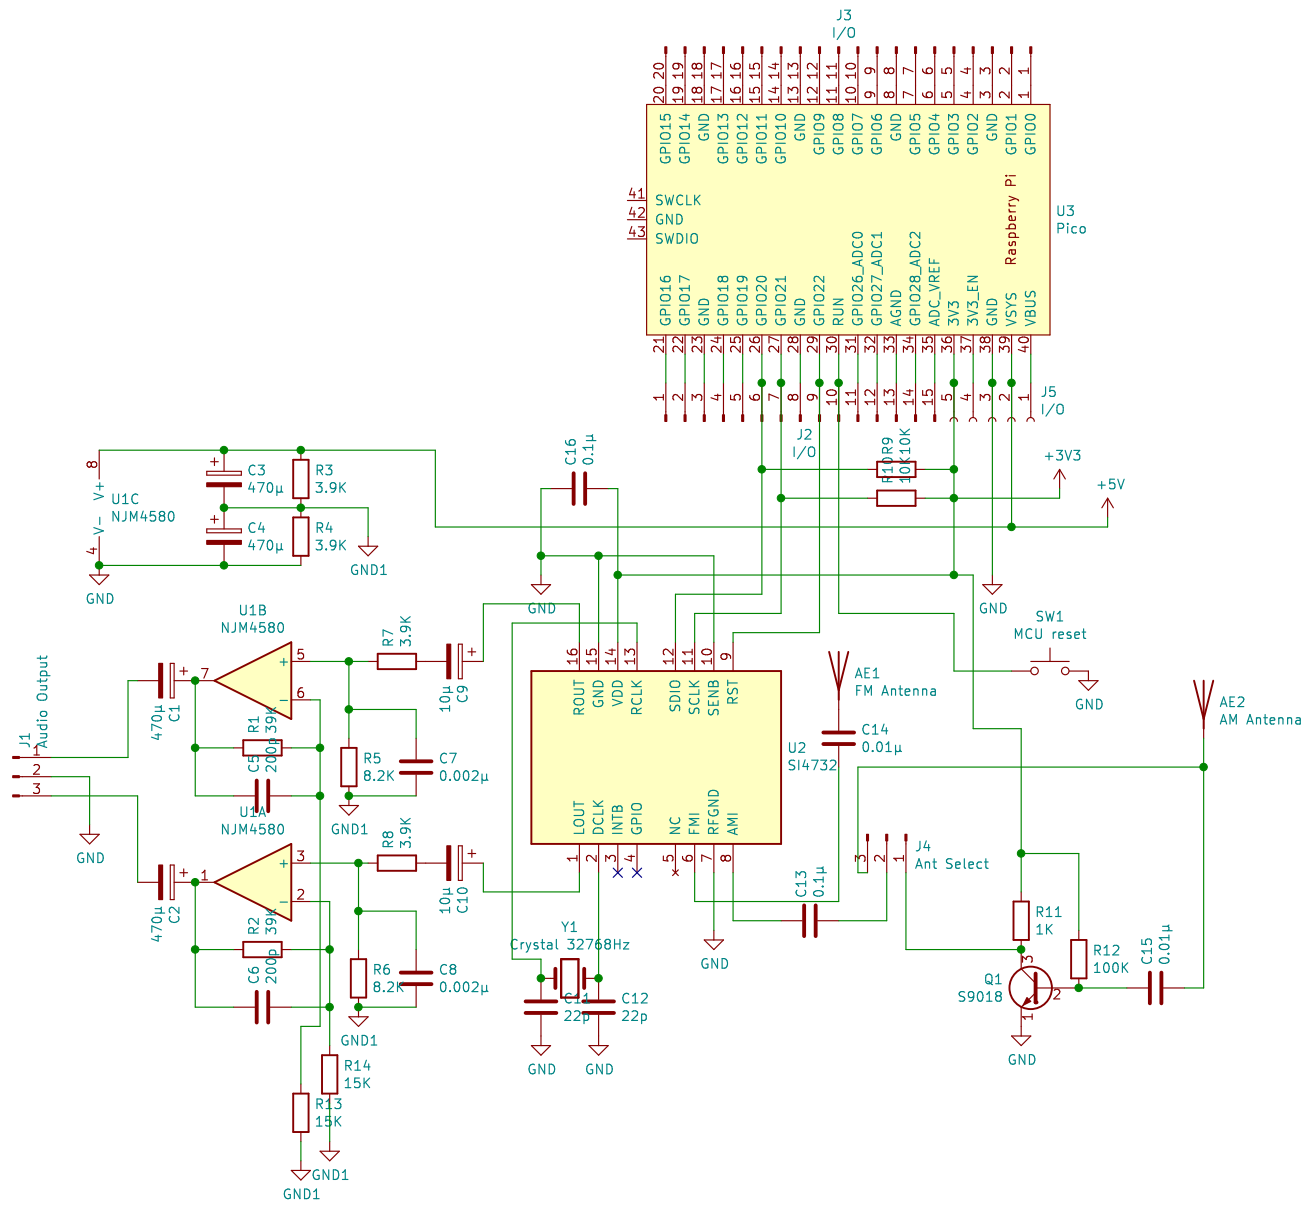 J3
I/O
20 19 18 17 16 15 14 13 12 11 10 9 8 7 6 5 4 3 2 1
20 19 18 17 16 15 14 13 12 11 10 9 8 7 6 5 4 3 2 1
GPIO15 GPIO14 GND GPIO13 GPIO12 GPIO11 GPIO10 GND GPIO9 GPIO8 GPIO7 GPIO6 GND GPIO5 GPIO4 GPIO3 GPIO2 GND GPIO1 GPIO0
41 SWCLK
42 GND
43 SWDIO
Raspberry Pi
U3
Pico
GPIO16 GPIO17 GND GPIO18 GPIO19 GPIO20 GPIO21 GND GPIO22 RUN GPIO26_ADC0 GPIO27_ADC1 AGND GPIO28_ADC2 ADC_VREF 3V3 3V3_EN GND VSYS VBUS
21 22 23 24 25 26 27 28 29 30 31 32 33 34 35 36 37 38 39 40
1 2 3 4 5 6 7 8 9 10 11 12 13 14 15 5 4 3 2 1
J5
I/O
J2
I/O
R10 10K
R9 10K
+3V3
+5V
C16
0.1µ
8
V+
U1C
NJM4580
V-
4
C3
470µ
R3
3.9K
C4
470µ
R4
3.9K
GND1
GND
GND
GND
U1B
NJM4580
R7
3.9K
10µ
C9
5
6
7
470µ
C1
J1
Audio Output
1
2
3
GND
R1
39K
C5
200p
R5
8.2K
C7
0.002µ
GND1
U1A
NJM4580
R8
3.9K
10µ
C10
3
2
1
470µ
C2
R2
39K
C6
200p
R6
8.2K
C8
0.002µ
GND1
R14
15K
R13
15K
GND1
GND1
16 15 14 13 12 11 10 9
ROUT GND VDD RCLK SDIO SCLK SENB RST
U2
SI4732
LOUT DCLK INTB GPIO NC FMI RFGND AMI
1 2 3 4 5 6 7 8
Y1
Crystal 32768Hz
C11
22p
C12
22p
GND
GND
GND
AE1
FM Antenna
C14
0.01µ
SW1
MCU reset
GND
AE2
AM Antenna
3 2 1
J4
Ant Select
C13
0.1µ
R11
1K
R12
100K
C15
0.01µ
Q1
S9018
3
2
1
GND